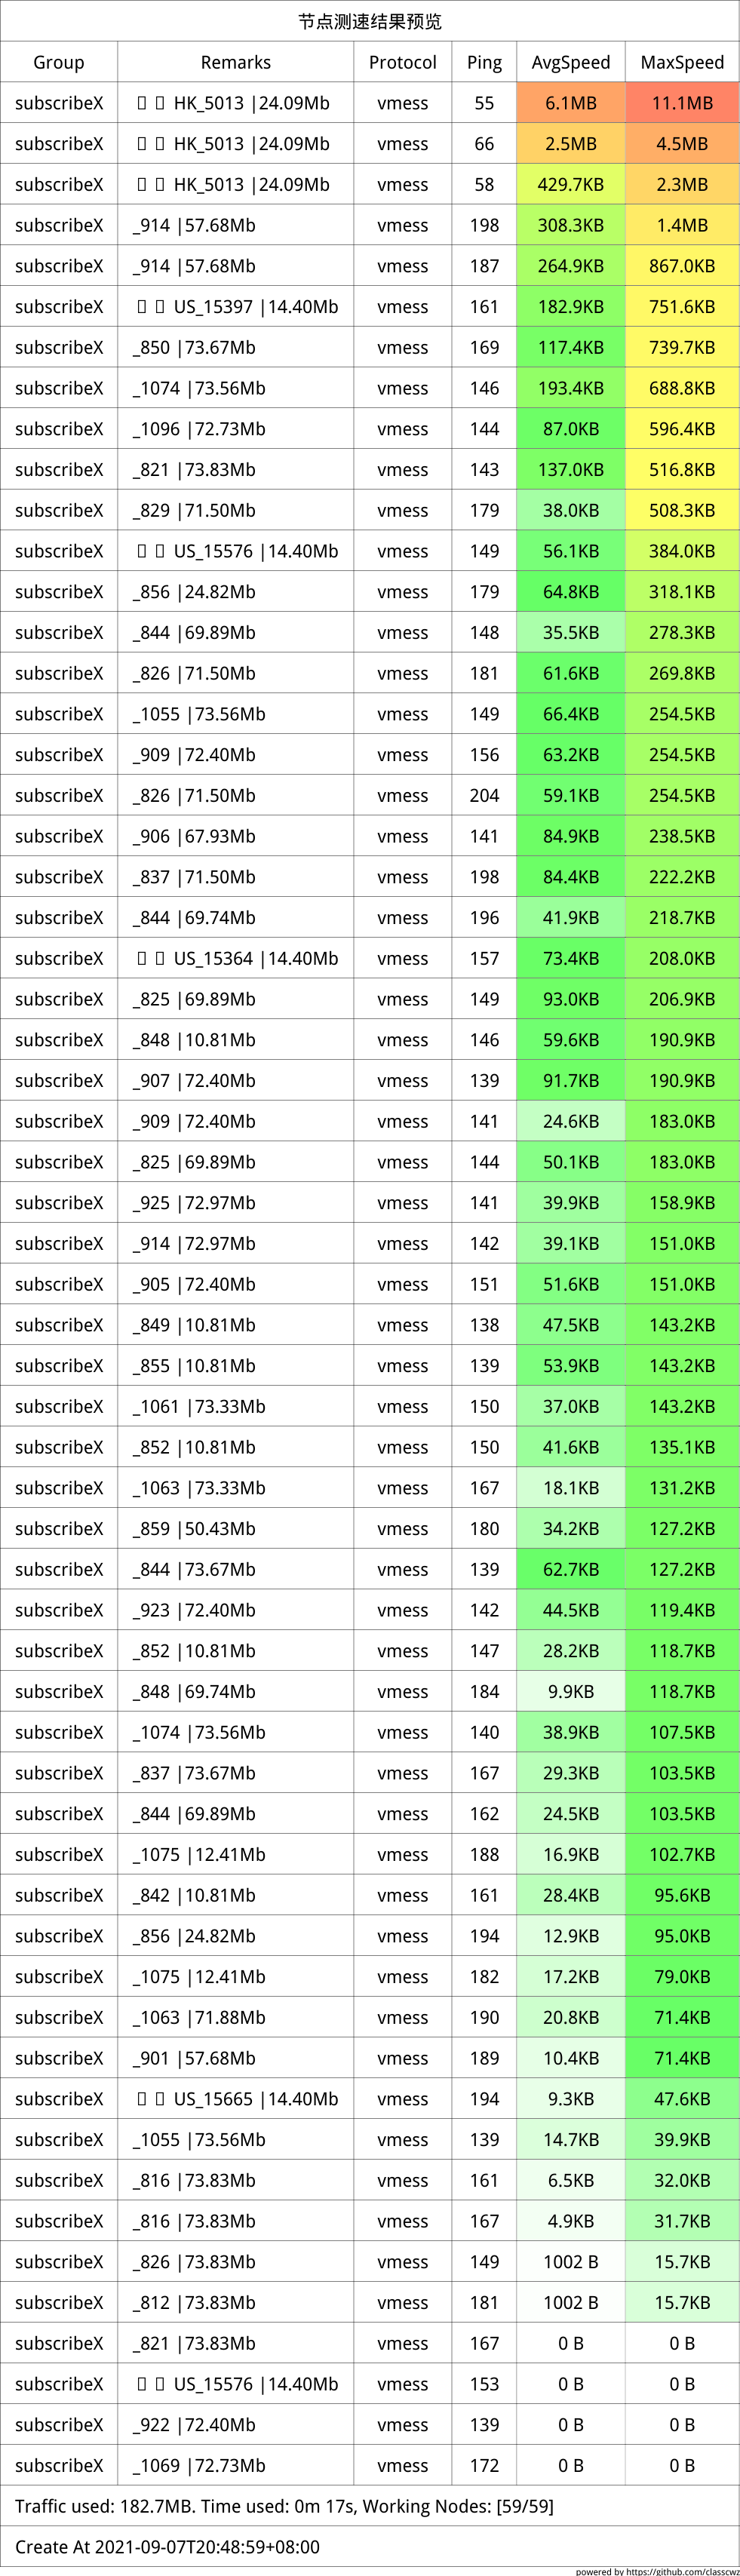 节点测速结果预览
Group Remarks Protocol Ping AvgSpeed MaxSpeed
subscribeX HK_5013 |24.09Mb vmess 55 6.1MB 11.1MB
subscribeX HK_5013 |24.09Mb vmess 66 2.5MB 4.5MB
subscribeX HK_5013 |24.09Mb vmess 58 429.7KB 2.3MB
subscribeX _914 |57.68Mb vmess 198 308.3KB 1.4MB
subscribeX _914 |57.68Mb vmess 187 264.9KB 867.0KB
subscribeX US_15397 |14.40Mb vmess 161 182.9KB 751.6KB
subscribeX _850 |73.67Mb vmess 169 117.4KB 739.7KB
subscribeX _1074 |73.56Mb vmess 146 193.4KB 688.8KB
subscribeX _1096 |72.73Mb vmess 144 87.0KB 596.4KB
subscribeX _821 |73.83Mb vmess 143 137.0KB 516.8KB
subscribeX _829 |71.50Mb vmess 179 38.0KB 508.3KB
subscribeX US_15576 |14.40Mb vmess 149 56.1KB 384.0KB
subscribeX _856 |24.82Mb vmess 179 64.8KB 318.1KB
subscribeX _844 |69.89Mb vmess 148 35.5KB 278.3KB
subscribeX _826 |71.50Mb vmess 181 61.6KB 269.8KB
subscribeX _1055 |73.56Mb vmess 149 66.4KB 254.5KB
subscribeX _909 |72.40Mb vmess 156 63.2KB 254.5KB
subscribeX _826 |71.50Mb vmess 204 59.1KB 254.5KB
subscribeX _906 |67.93Mb vmess 141 84.9KB 238.5KB
subscribeX _837 |71.50Mb vmess 198 84.4KB 222.2KB
subscribeX _844 |69.74Mb vmess 196 41.9KB 218.7KB
subscribeX US_15364 |14.40Mb vmess 157 73.4KB 208.0KB
subscribeX _825 |69.89Mb vmess 149 93.0KB 206.9KB
subscribeX _848 |10.81Mb vmess 146 59.6KB 190.9KB
subscribeX _907 |72.40Mb vmess 139 91.7KB 190.9KB
subscribeX _909 |72.40Mb vmess 141 24.6KB 183.0KB
subscribeX _825 |69.89Mb vmess 144 50.1KB 183.0KB
subscribeX _925 |72.97Mb vmess 141 39.9KB 158.9KB
subscribeX _914 |72.97Mb vmess 142 39.1KB 151.0KB
subscribeX _905 |72.40Mb vmess 151 51.6KB 151.0KB
subscribeX _849 |10.81Mb vmess 138 47.5KB 143.2KB
subscribeX _855 |10.81Mb vmess 139 53.9KB 143.2KB
subscribeX _1061 |73.33Mb vmess 150 37.0KB 143.2KB
subscribeX _852 |10.81Mb vmess 150 41.6KB 135.1KB
subscribeX _1063 |73.33Mb vmess 167 18.1KB 131.2KB
subscribeX _859 |50.43Mb vmess 180 34.2KB 127.2KB
subscribeX _844 |73.67Mb vmess 139 62.7KB 127.2KB
subscribeX _923 |72.40Mb vmess 142 44.5KB 119.4KB
subscribeX _852 |10.81Mb vmess 147 28.2KB 118.7KB
subscribeX _848 |69.74Mb vmess 184 9.9KB 118.7KB
subscribeX _1074 |73.56Mb vmess 140 38.9KB 107.5KB
subscribeX _837 |73.67Mb vmess 167 29.3KB 103.5KB
subscribeX _844 |69.89Mb vmess 162 24.5KB 103.5KB
subscribeX _1075 |12.41Mb vmess 188 16.9KB 102.7KB
subscribeX _842 |10.81Mb vmess 161 28.4KB 95.6KB
subscribeX _856 |24.82Mb vmess 194 12.9KB 95.0KB
subscribeX _1075 |12.41Mb vmess 182 17.2KB 79.0KB
subscribeX _1063 |71.88Mb vmess 190 20.8KB 71.4KB
subscribeX _901 |57.68Mb vmess 189 10.4KB 71.4KB
subscribeX US_15665 |14.40Mb vmess 194 9.3KB 47.6KB
subscribeX _1055 |73.56Mb vmess 139 14.7KB 39.9KB
subscribeX _816 |73.83Mb vmess 161 6.5KB 32.0KB
subscribeX _816 |73.83Mb vmess 167 4.9KB 31.7KB
subscribeX _826 |73.83Mb vmess 149 1002 B 15.7KB
subscribeX _812 |73.83Mb vmess 181 1002 B 15.7KB
subscribeX _821 |73.83Mb vmess 167 0 B 0 B
subscribeX US_15576 |14.40Mb vmess 153 0 B 0 B
subscribeX _922 |72.40Mb vmess 139 0 B 0 B
subscribeX _1069 |72.73Mb vmess 172 0 B 0 B
Traffic used: 182.7MB. Time used: 0m 17s, Working Nodes: [59/59]
Create At 2021-09-07T20:48:59+08:00
powered by https://github.com/classcwz